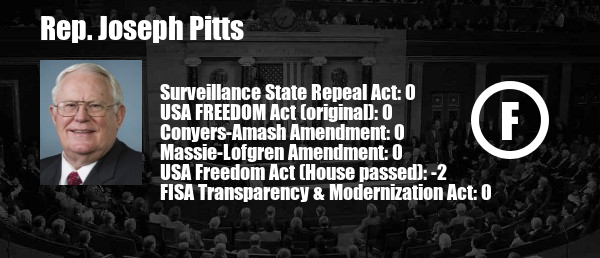 Rep. Joseph Pitts
Surveillance State Repeal Act: 0
USA FREEDOM Act (original): 0
Conyers-Amash Amendment: 0
Massie-Lofgren Amendment: 0
USA Freedom Act (House passed): -2
FISA Transparency & Modernization Act: 0
F